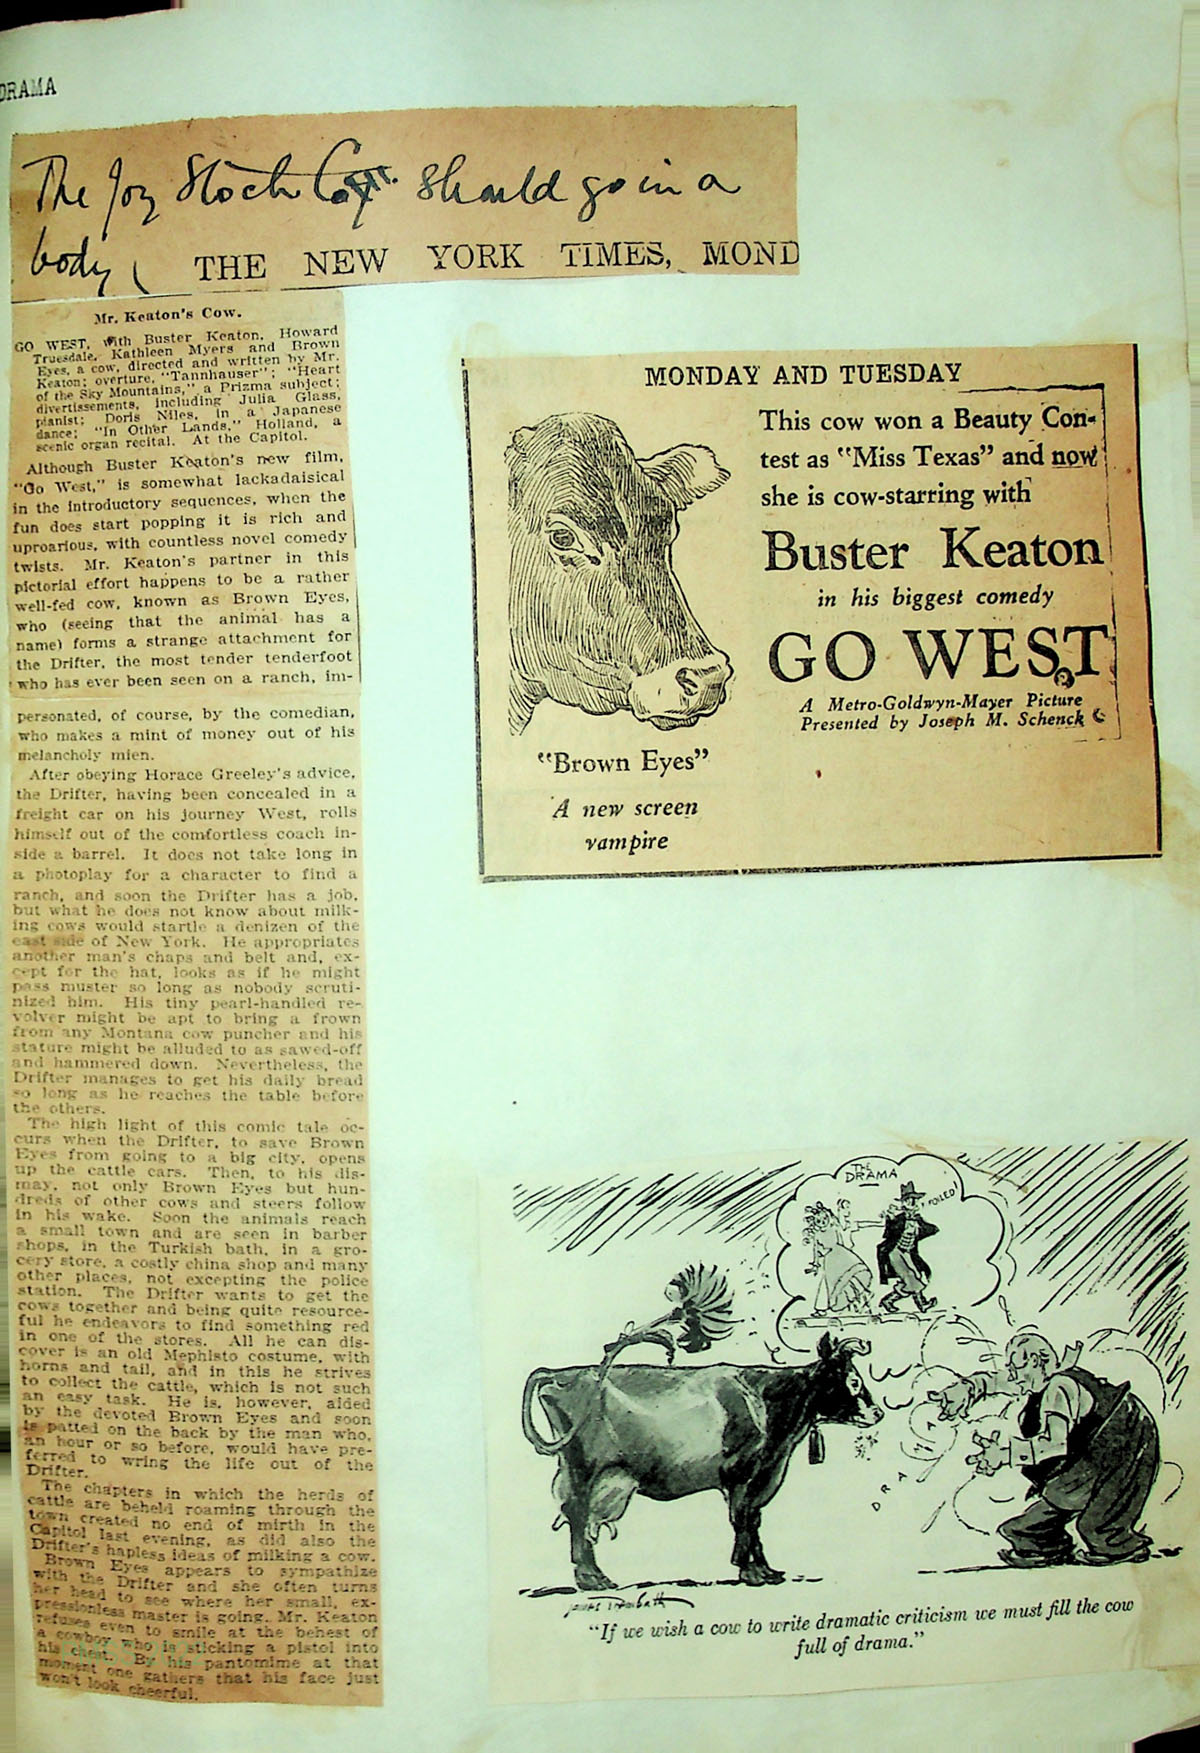 DRAMA
The Joy Stock Co. should go in a
body
THE NEW YORK TIMES, MOND
Mr. Keaton's Cow.
GO WEST, with Buster Keaton, Howard
Truesdale, Kathleen Myers and Brown
Eyes, a cow, directed and written by Mr.
Keaton; overture, "Tannhauser"; "Heart
of the Sky Mountains," a Prizma subject;
divertissements, including Julia Glass,
pianist; Doris Niles, in a Japanese
dance; "In Other Lands," Holland, a
scenic organ recital. At the Capitol.
Although Buster Keaton's new film,
"Go West," is somewhat lackadaisical
in the introductory sequences, when the
fun does start popping it is rich and
uproarious, with countless novel comedy
twists. Mr. Keaton's partner in this
pictorial effort happens to be a rather
well-fed cow, known as Brown Eyes,
who (seeing that the animal has a
name) forms a strange attachment for
the Drifter, the most tender tenderfoot
who has ever been seen on a ranch, im-
personated, of course, by the comedian,
who makes a mint of money out of his
melancholy mien.
After obeying Horace Greeley's advice,
the Drifter, having been concealed in a
freight car on his journey West, rolls
himself out of the comfortless coach in-
side a barrel. It does not take long in
a photoplay for a character to find a
ranch, and soon the Drifter has a job,
but what he does not know about milk-
ing cows would startle a denizen of the
east side of New York. He appropriates
another man's chaps and belt and, ex-
cept for the hat, looks as if he might
pass muster so long as nobody scruti-
nized him. His tiny pearl-handled re-
volver might be apt to bring a frown
from any Montana cow puncher and his
stature might be alluded to as sawed-off
and hammered down. Nevertheless, the
Drifter manages to get his daily bread
so long as he reaches the table before
the others.
The high light of this comic tale oc-
curs when the Drifter, to save Brown
Eyes from going to a big city, opens
up the cattle cars. Then, to his dis-
may, not only Brown Eyes but hun-
dreds of other cows and steers follow
in his wake. Soon the animals reach
a small town and are seen in barber
shops, in the Turkish bath, in a gro-
cery store, a costly china shop and many
other places, not excepting the police
station. The Drifter wants to get the
cows together and being quite resource-
ful he endeavors to find something red
in one of the stores. All he can dis-
cover is an old Mephisto costume, with
horns and tail, and in this he strives
to collect the cattle, which is not such
an easy task. He is, however, aided
by the devoted Brown Eyes and soon
is patted on the back by the man who,
an hour or so before, would have pre-
ferred to wring the life out of the
Drifter.
The chapters in which the herds of
cattle are beheld roaming through the
town created no end of mirth in the
Capitol last evening, as did also the
Drifter's hapless ideas of milking a cow.
Brown Eyes appears to sympathize
with the Drifter and she often turns
her head to see where her small, ex-
pressionless master is going. Mr. Keaton
refuses even to smile at the behest of
a cowboy who is sticking a pistol into
his chest. By his pantomime at that
moment one gathers that his face just
won't look cheerful.
MONDAY AND TUESDAY
This cow won a Beauty Con-
test as "Miss Texas" and now
she is cow-starring with
Buster Keaton
in his biggest comedy
GO WEST
A Metro-Goldwyn-Mayer Picture
Presented by Joseph M. Schenck
"Brown Eyes"
A new screen
vampire
THE
DRAMA
FOILED!
DRAMA
"If we wish a cow to write dramatic criticism we must fill the cow
full of drama."